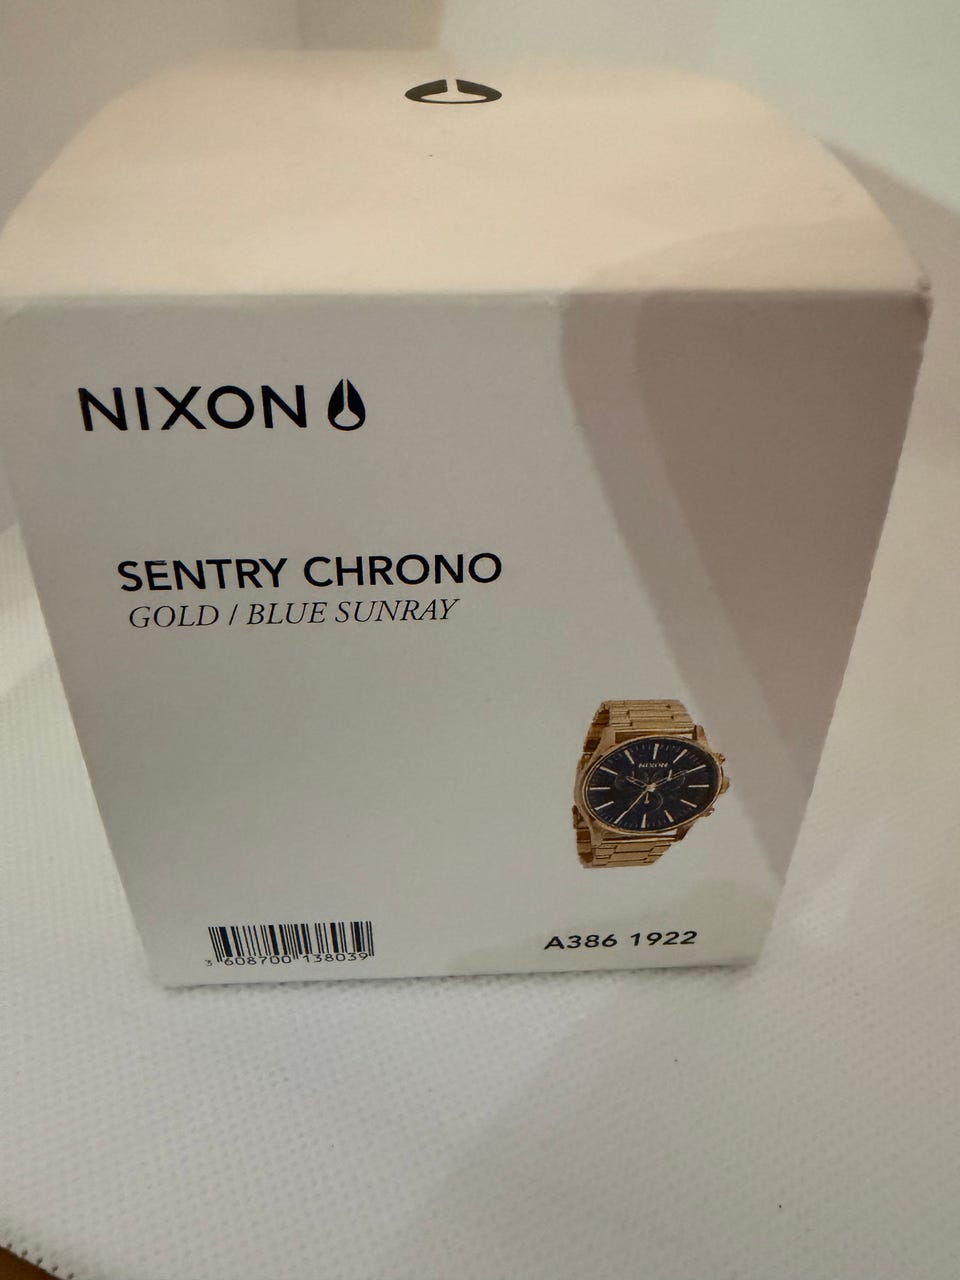 NIXON
SENTRY CHRONO
GOLD / BLUE SUNRAY
NIXON
A386 1922
3 608700 138039